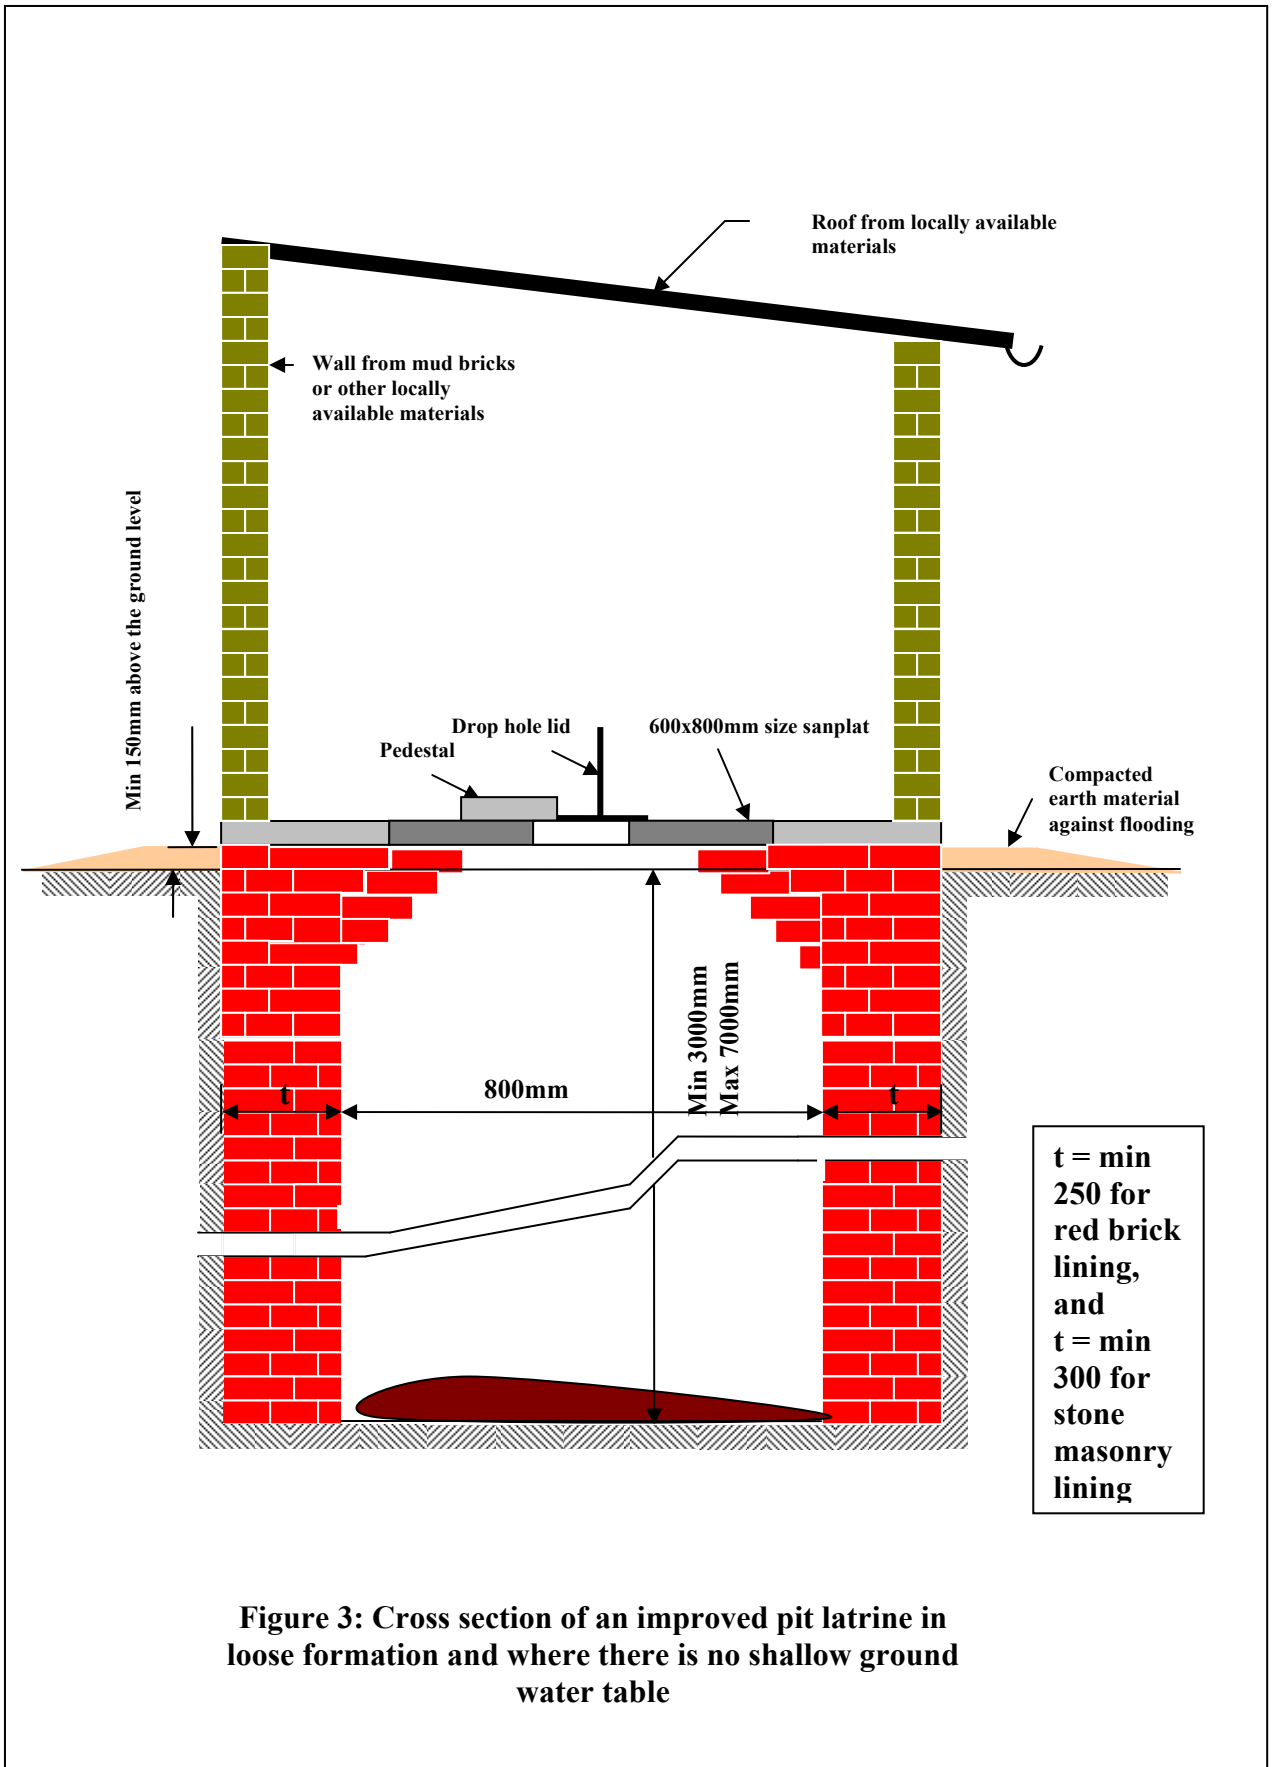 Roof from locally available
materials
Wall from mud bricks
or other locally
available materials
Min 150mm above the ground level
Drop hole lid
600x800mm size sanplat
Pedestal
Compacted
earth material
against flooding
Min 3000mm
Max 7000mm
t
800mm
t
t = min
250 for
red brick
lining,
and
t = min
300 for
stone
masonry
lining
Figure 3: Cross section of an improved pit latrine in
loose formation and where there is no shallow ground
water table